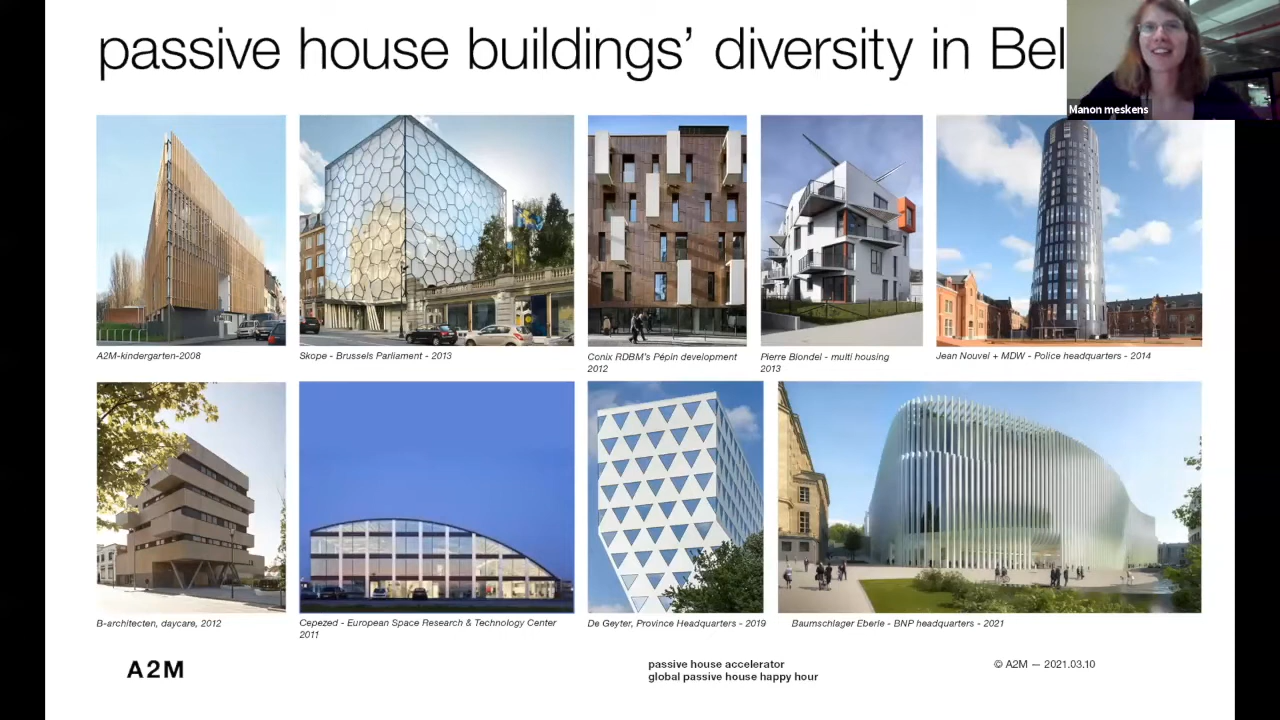 passive house buildings' diversity in Bel
Manon meskens
A2M-kindergarten-2008
Skope - Brussels Parliament - 2013
Conix RDBM's Pépin development
2012
Pierre Blondel - multi housing
2013
Jean Nouvel + MDW - Police headquarters - 2014
B-architecten, daycare, 2012
Cepezed - European Space Research & Technology Center
2011
De Geyter, Province Headquarters - 2019
Baumschlager Eberle - BNP headquarters - 2021
A2M
passive house accelerator
global passive house happy hour
© A2M — 2021.03.10